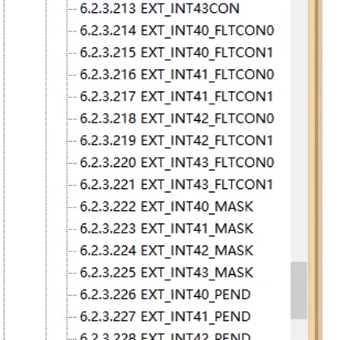 6.2.3.213 EXT_INT43CON
6.2.3.214 EXT_INT40_FLTCON0
6.2.3.215 EXT_INT40_FLTCON1
6.2.3.216 EXT_INT41_FLTCON0
6.2.3.217 EXT_INT41_FLTCON1
6.2.3.218 EXT_INT42_FLTCON0
6.2.3.219 EXT_INT42_FLTCON1
6.2.3.220 EXT_INT43_FLTCON0
6.2.3.221 EXT_INT43_FLTCON1
6.2.3.222 EXT_INT40_MASK
6.2.3.223 EXT_INT41_MASK
6.2.3.224 EXT_INT42_MASK
6.2.3.225 EXT_INT43_MASK
6.2.3.226 EXT_INT40_PEND
6.2.3.227 EXT_INT41_PEND
6.2.3.228 EXT_INT42_PEND